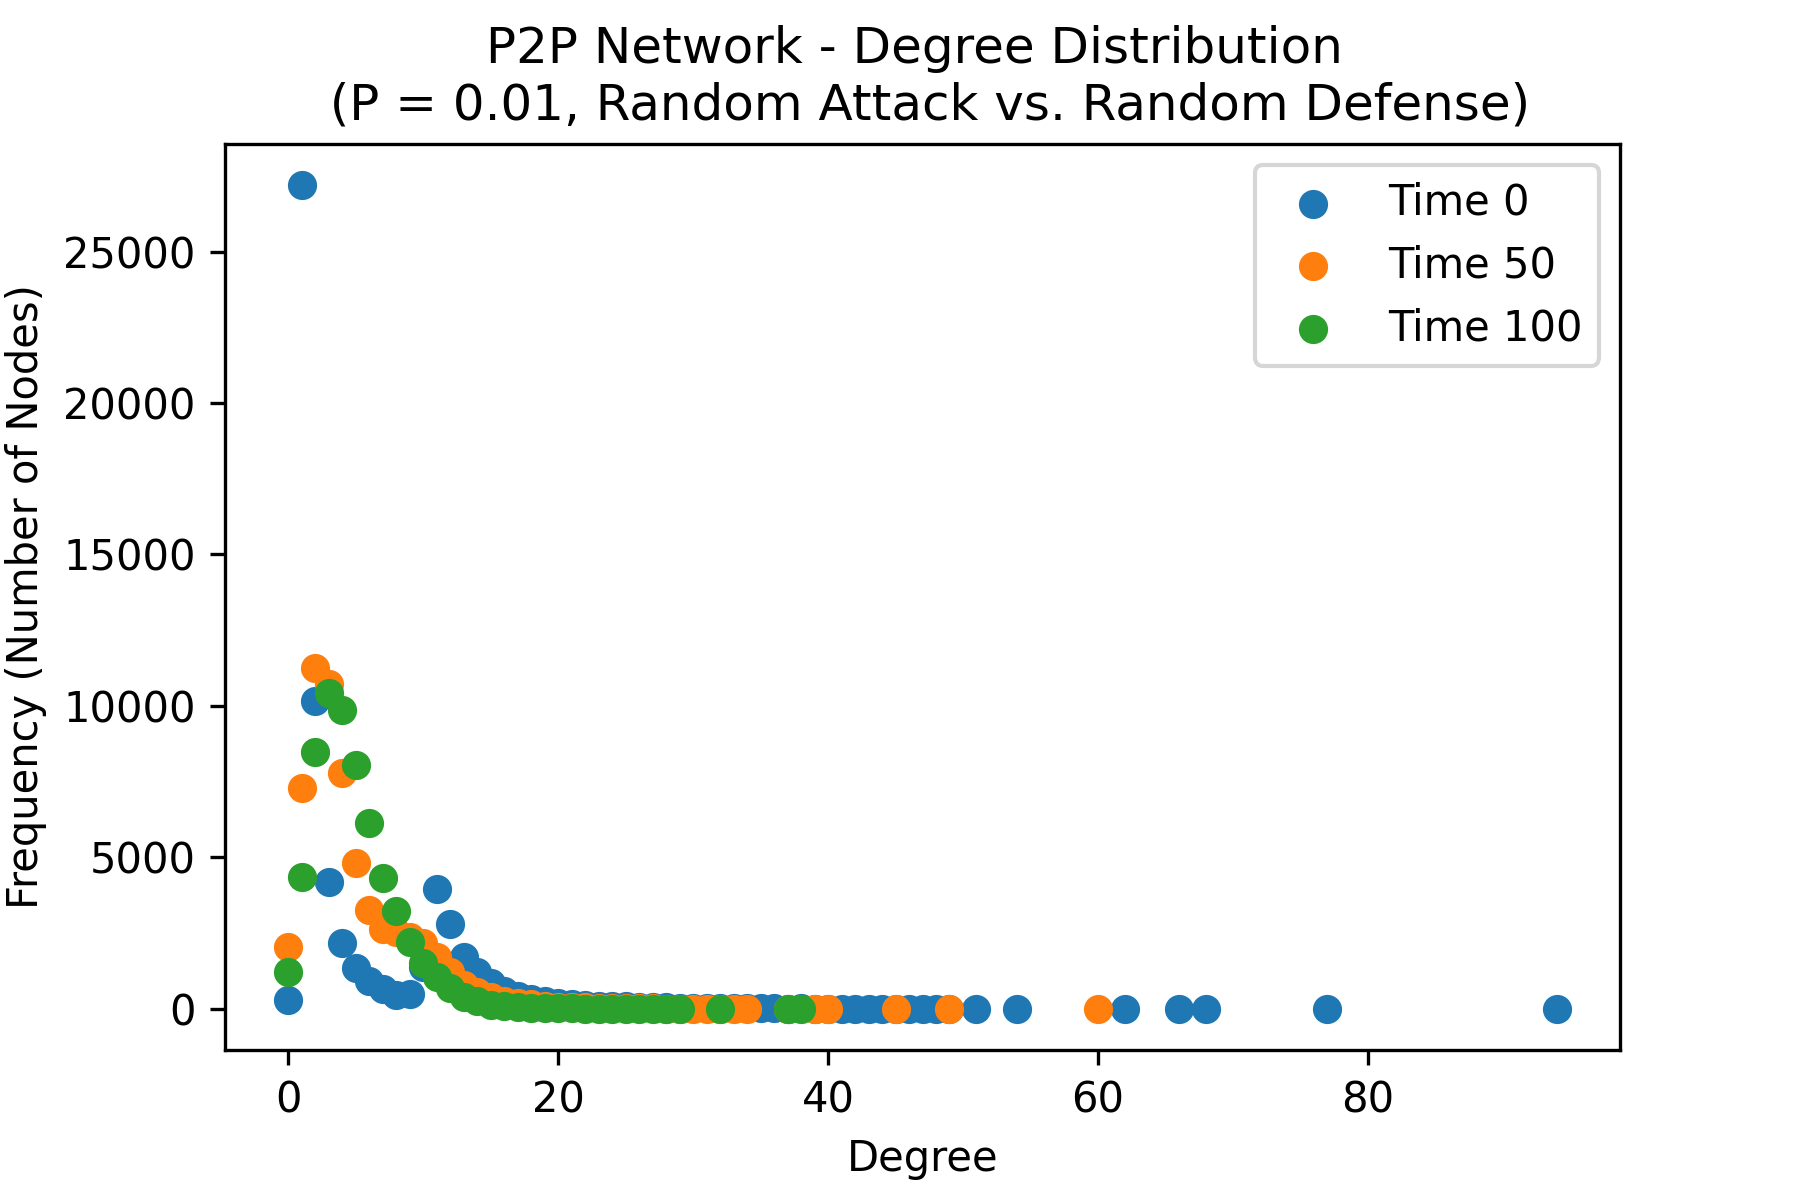 P2P Network - Degree Distribution
(P = 0.01, Random Attack vs. Random Defense)
Time 0
Time 50
Time 100
Frequency (Number of Nodes)
25000
20000
15000
10000
5000
0
0 20 40 60 80
Degree